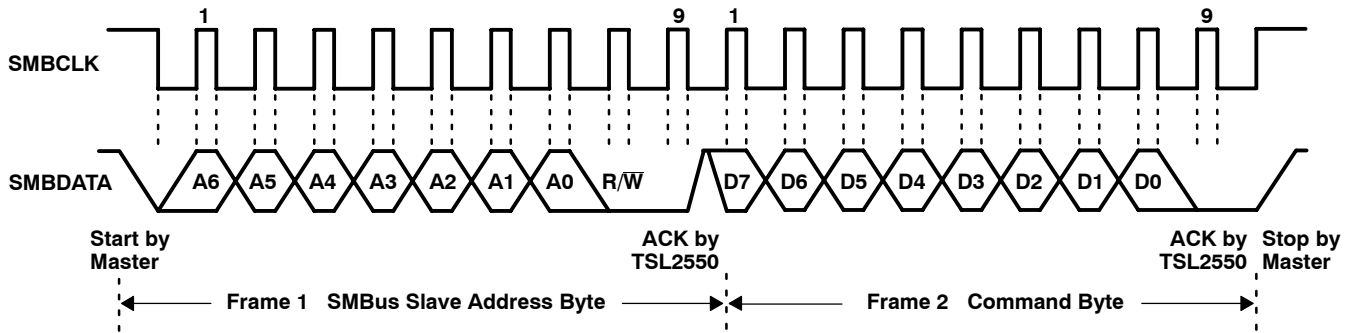 1 9 1 9
SMBCLK
SMBDATA A6 A5 A4 A3 A2 A1 A0 R/W̅ D7 D6 D5 D4 D3 D2 D1 D0
Start by Master
ACK by TSL2550
ACK by TSL2550
Stop by Master
Frame 1 SMBus Slave Address Byte
Frame 2 Command Byte